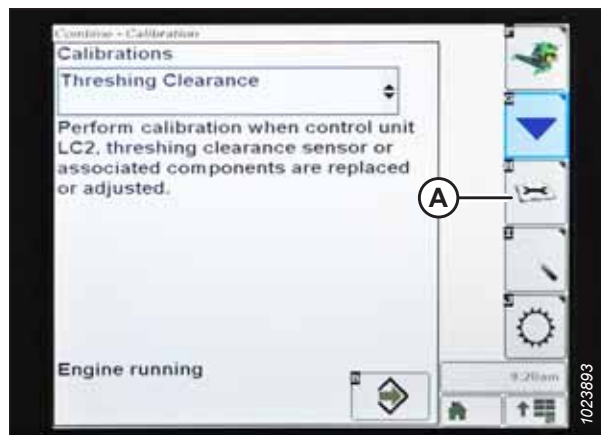 Combine - Calibration
Calibrations
Threshing Clearance
Perform calibration when control unit
LC2, threshing clearance sensor or
associated components are replaced
or adjusted.
A
Engine running
9:20am
1023893